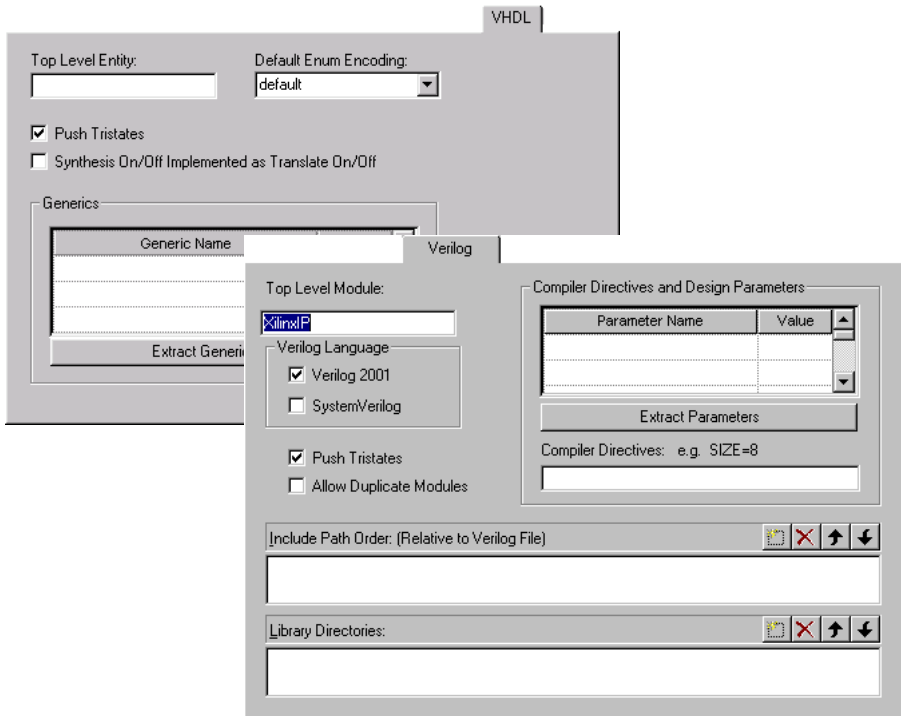 VHDL
Top Level Entity:
Default Enum Encoding:
default
Push Tristates
Synthesis On/Off Implemented as Translate On/Off
Generics
Generic Name
Extract Generi
Verilog
Top Level Module:
XilinxIP
Verilog Language
Verilog 2001
SystemVerilog
Push Tristates
Allow Duplicate Modules
Compiler Directives and Design Parameters
Parameter Name Value
Extract Parameters
Compiler Directives: e.g. SIZE=8
Include Path Order: (Relative to Verilog File)
Library Directories: